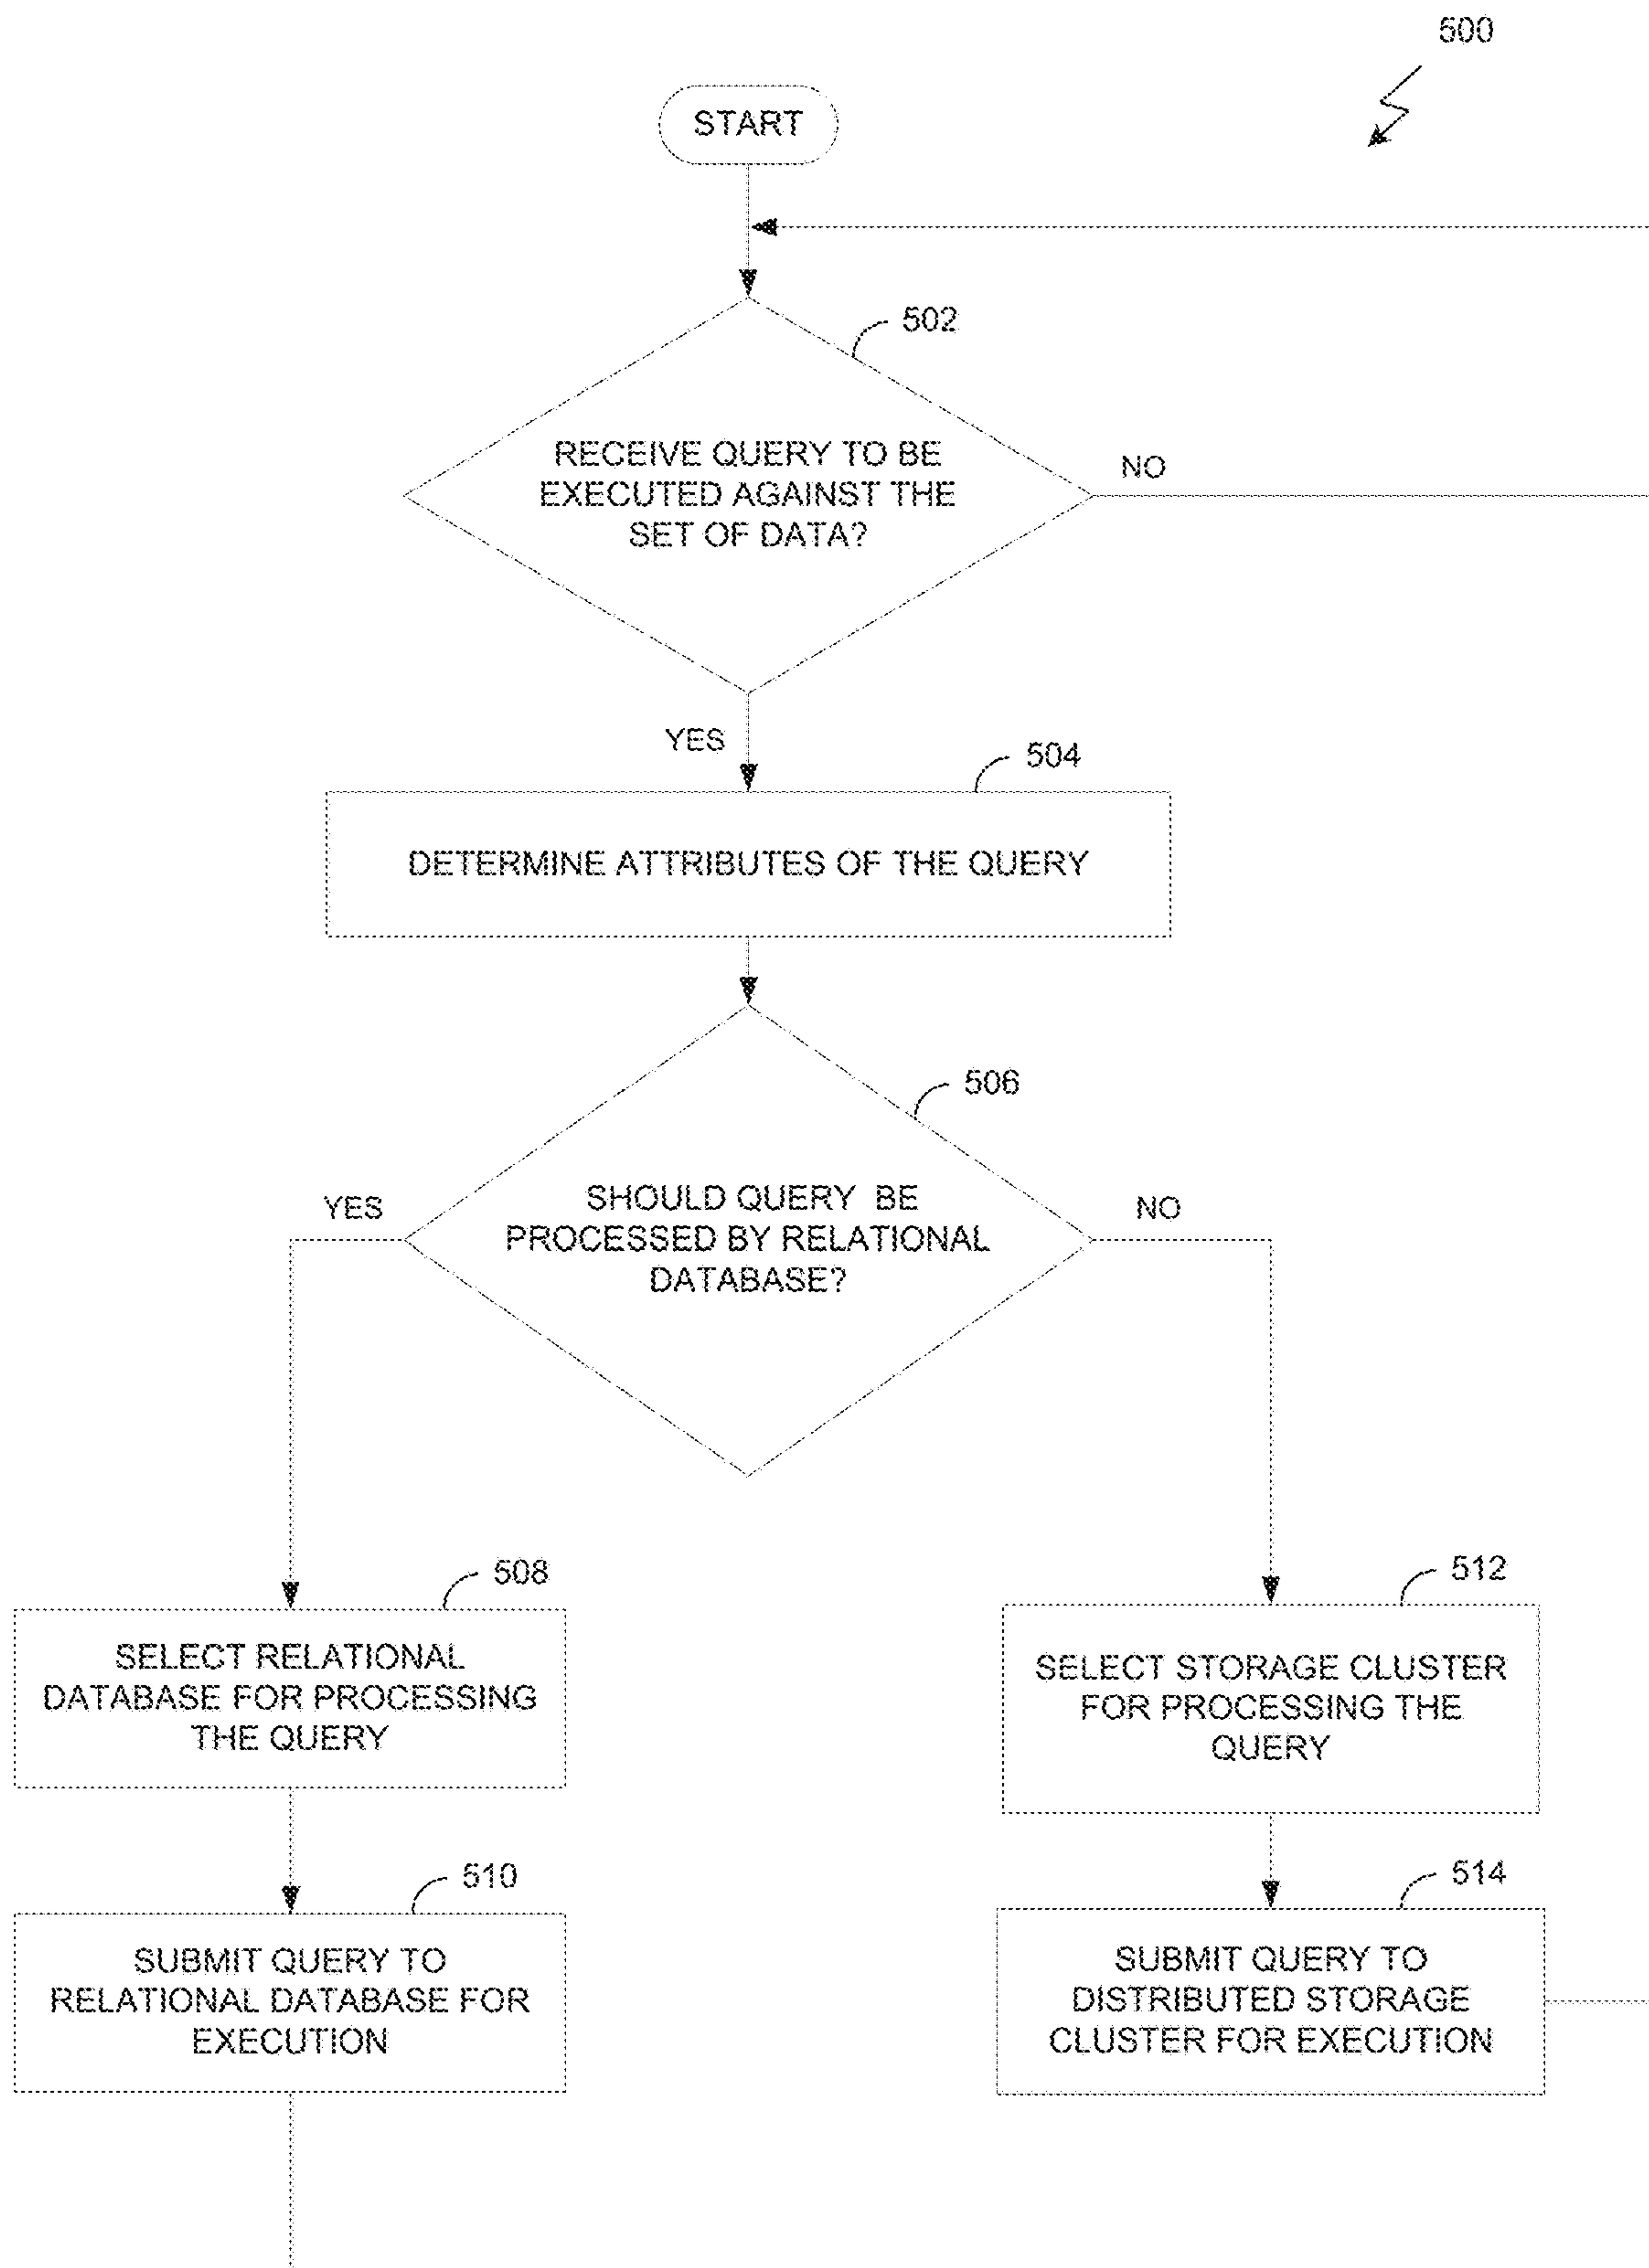 500
START
502
RECEIVE QUERY TO BE
EXECUTED AGAINST THE
SET OF DATA?
NO
YES
504
DETERMINE ATTRIBUTES OF THE QUERY
506
SHOULD QUERY BE
PROCESSED BY RELATIONAL
DATABASE?
YES
NO
508
SELECT RELATIONAL
DATABASE FOR PROCESSING
THE QUERY
512
SELECT STORAGE CLUSTER
FOR PROCESSING THE
QUERY
510
SUBMIT QUERY TO
RELATIONAL DATABASE FOR
EXECUTION
514
SUBMIT QUERY TO
DISTRIBUTED STORAGE
CLUSTER FOR EXECUTION